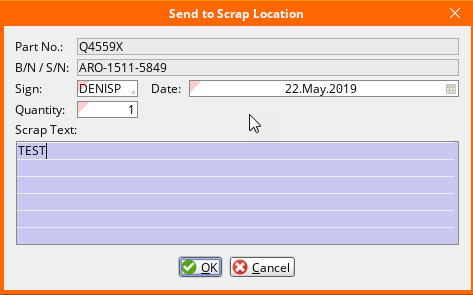 Send to Scrap Location
Part No.: Q4559X
B/N / S/N: ARO-1511-5849
Sign: DENISP Date: 22.May.2019
Quantity: 1
Scrap Text:
TEST
OK Cancel